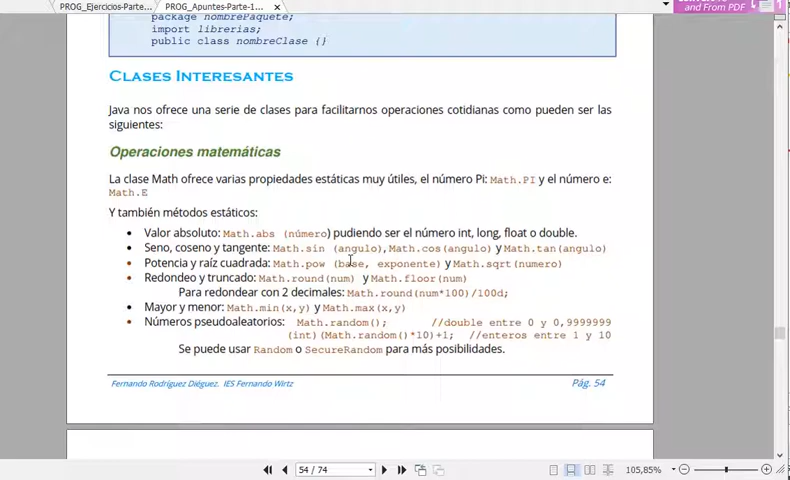 PROG_Ejercicios-Parte...
PROG_Apuntes-Parte-1...
and From PDF
package nombrePaquete;
import librerias;
public class nombreClase {}
CLASES INTERESANTES
Java nos ofrece una serie de clases para facilitarnos operaciones cotidianas como pueden ser las
siguientes:
Operaciones matemáticas
La clase Math ofrece varias propiedades estáticas muy útiles, el número Pi: Math.PI y el número e:
Math.E
Y también métodos estáticos:
• Valor absoluto: Math.abs (número) pudiendo ser el número int, long, float o double.
• Seno, coseno y tangente: Math.sin (angulo), Math.cos(angulo) y Math.tan(angulo)
• Potencia y raíz cuadrada: Math.pow (base, exponente) y Math.sqrt(numero)
• Redondeo y truncado: Math.round(num) y Math.floor(num)
Para redondear con 2 decimales: Math.round(num*100)/100d;
• Mayor y menor: Math.min(x,y) y Math.max(x,y)
• Números pseudoaleatorios: Math.random(); //double entre 0 y 0,9999999
(int)(Math.random()*10)+1; //enteros entre 1 y 10
Se puede usar Random o SecureRandom para más posibilidades.
Fernando Rodríguez Diéguez. IES Fernando Wirtz
Pág. 54
54 / 74
105,85%